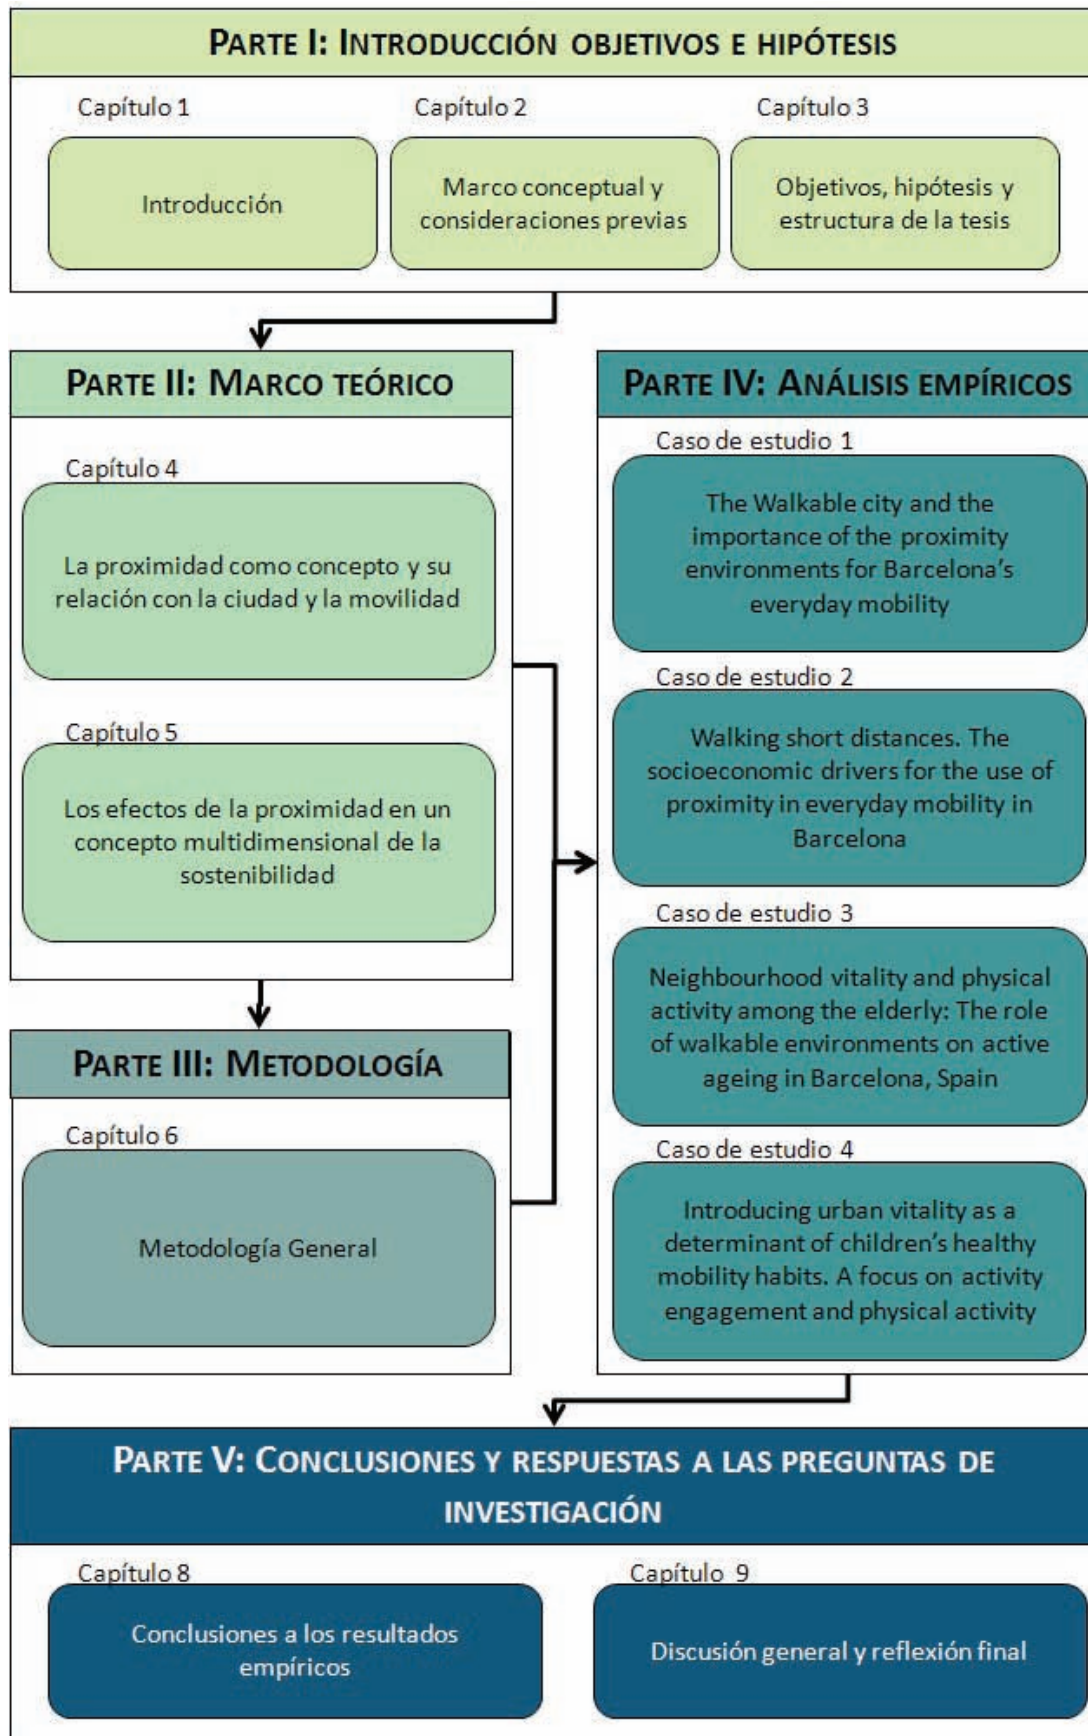 PARTE I: INTRODUCCIÓN OBJETIVOS E HIPÓTESIS
Capítulo 1
Introducción
Capítulo 2
Marco conceptual y
consideraciones previas
Capítulo 3
Objetivos, hipótesis y
estructura de la tesis
PARTE II: MARCO TEÓRICO
Capítulo 4
La proximidad como concepto y su
relación con la ciudad y la movilidad
Capítulo 5
Los efectos de la proximidad en un
concepto multidimensional de la
sostenibilidad
PARTE III: METODOLOGÍA
Capítulo 6
Metodología General
PARTE IV: ANÁLISIS EMPÍRICOS
Caso de estudio 1
The Walkable city and the
importance of the proximity
environments for Barcelona's
everyday mobility
Caso de estudio 2
Walking short distances. The
socioeconomic drivers for the use of
proximity in everyday mobility in
Barcelona
Caso de estudio 3
Neighbourhood vitality and physical
activity among the elderly: The role
of walkable environments on active
ageing in Barcelona, Spain
Caso de estudio 4
Introducing urban vitality as a
determinant of children's healthy
mobility habits. A focus on activity
engagement and physical activity
PARTE V: CONCLUSIONES Y RESPUESTAS A LAS PREGUNTAS DE
INVESTIGACIÓN
Capítulo 8
Conclusiones a los resultados
empíricos
Capítulo 9
Discusión general y reflexión final